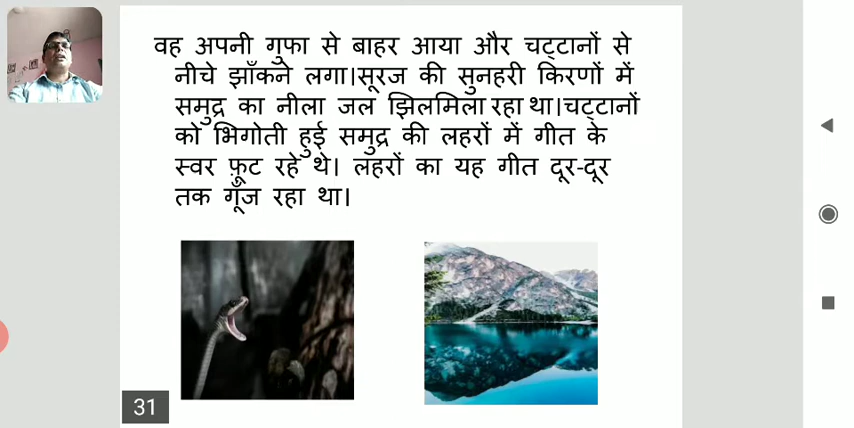 वह अपनी गुफा से बाहर आया और चट्टानों से
नीचे झाँकने लगा।सूरज की सुनहरी किरणों में
समुद्र का नीला जल झिलमिला रहा था।चट्टानों
को भिगोती हुई समुद्र की लहरों में गीत के
स्वर फ़ूट रहे थे। लहरों का यह गीत दूर-दूर
तक गूँज रहा था।
31